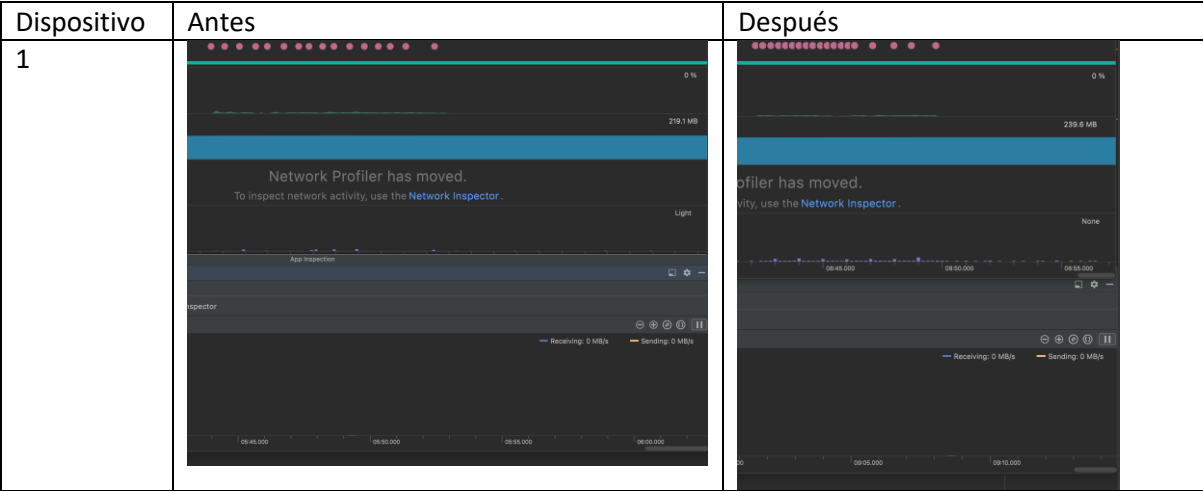 Dispositivo Antes Después
1
0 %
219.1 MB
Network Profiler has moved.
To inspect network activity, use the Network Inspector.
Light
App Inspection
nspector
Receiving: 0 MB/s Sending: 0 MB/s
05:45.000 05:50.000 05:55.000 06:00.000
0 %
239.6 MB
ofiler has moved.
vity, use the Network Inspector.
None
08:45.000 08:50.000 08:55.000
Receiving: 0 MB/s Sending: 0 MB/s
00 09:05.000 09:10.000